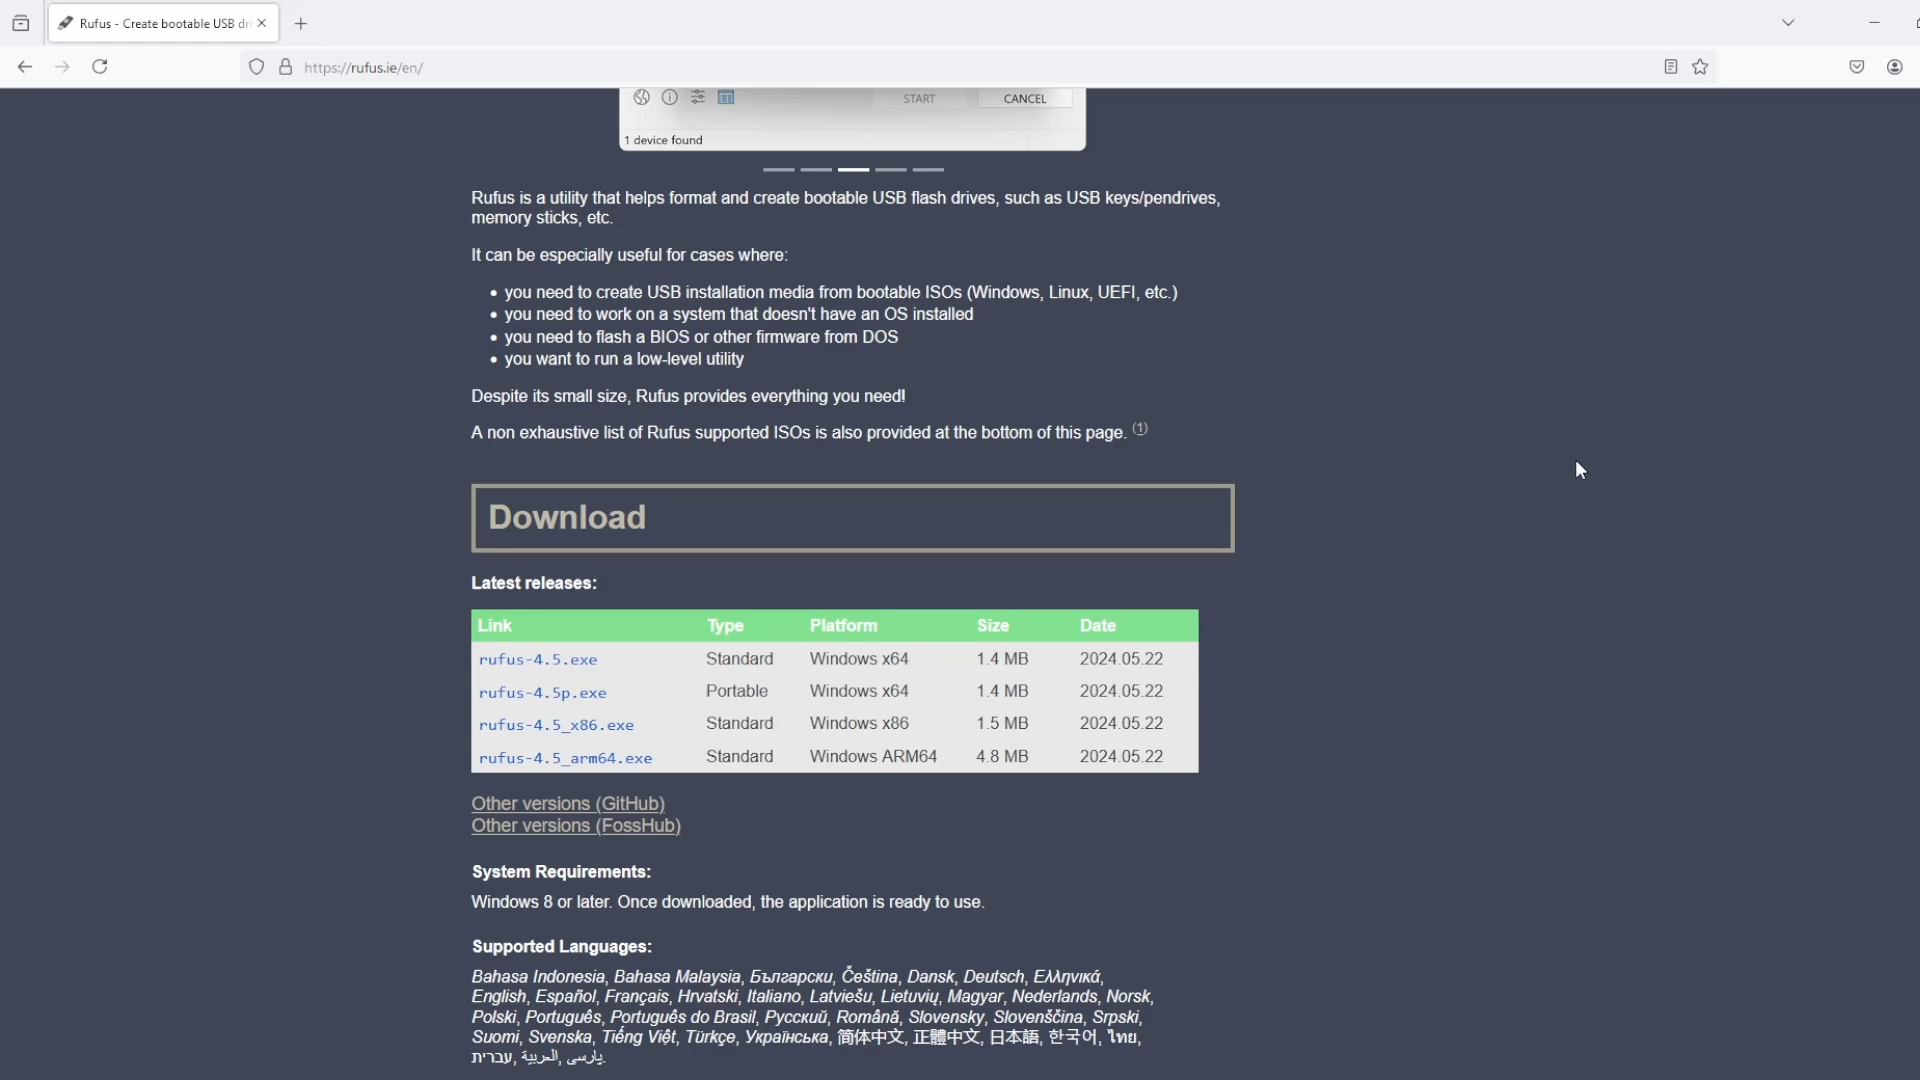 Rufus - Create bootable USB dri
https://rufus.ie/en/
START CANCEL
1 device found
Rufus is a utility that helps format and create bootable USB flash drives, such as USB keys/pendrives,
memory sticks, etc.
It can be especially useful for cases where:
• you need to create USB installation media from bootable ISOs (Windows, Linux, UEFI, etc.)
• you need to work on a system that doesn't have an OS installed
• you need to flash a BIOS or other firmware from DOS
• you want to run a low-level utility
Despite its small size, Rufus provides everything you need!
A non exhaustive list of Rufus supported ISOs is also provided at the bottom of this page. (1)
Download
Latest releases:
Link Type Platform Size Date
rufus-4.5.exe Standard Windows x64 1.4 MB 2024.05.22
rufus-4.5p.exe Portable Windows x64 1.4 MB 2024.05.22
rufus-4.5_x86.exe Standard Windows x86 1.5 MB 2024.05.22
rufus-4.5_arm64.exe Standard Windows ARM64 4.8 MB 2024.05.22
Other versions (GitHub)
Other versions (FossHub)
System Requirements:
Windows 8 or later. Once downloaded, the application is ready to use.
Supported Languages:
Bahasa Indonesia, Bahasa Malaysia, Български, Čeština, Dansk, Deutsch, Ελληνικά,
English, Español, Français, Hrvatski, Italiano, Latviešu, Lietuvių, Magyar, Nederlands, Norsk,
Polski, Português, Português do Brasil, Русский, Română, Slovensky, Slovenščina, Srpski,
Suomi, Svenska, Tiếng Việt, Türkçe, Українська, 简体中文, 正體中文, 日本語, 한국어, ไทย,
עברית, العربية, پارسی.